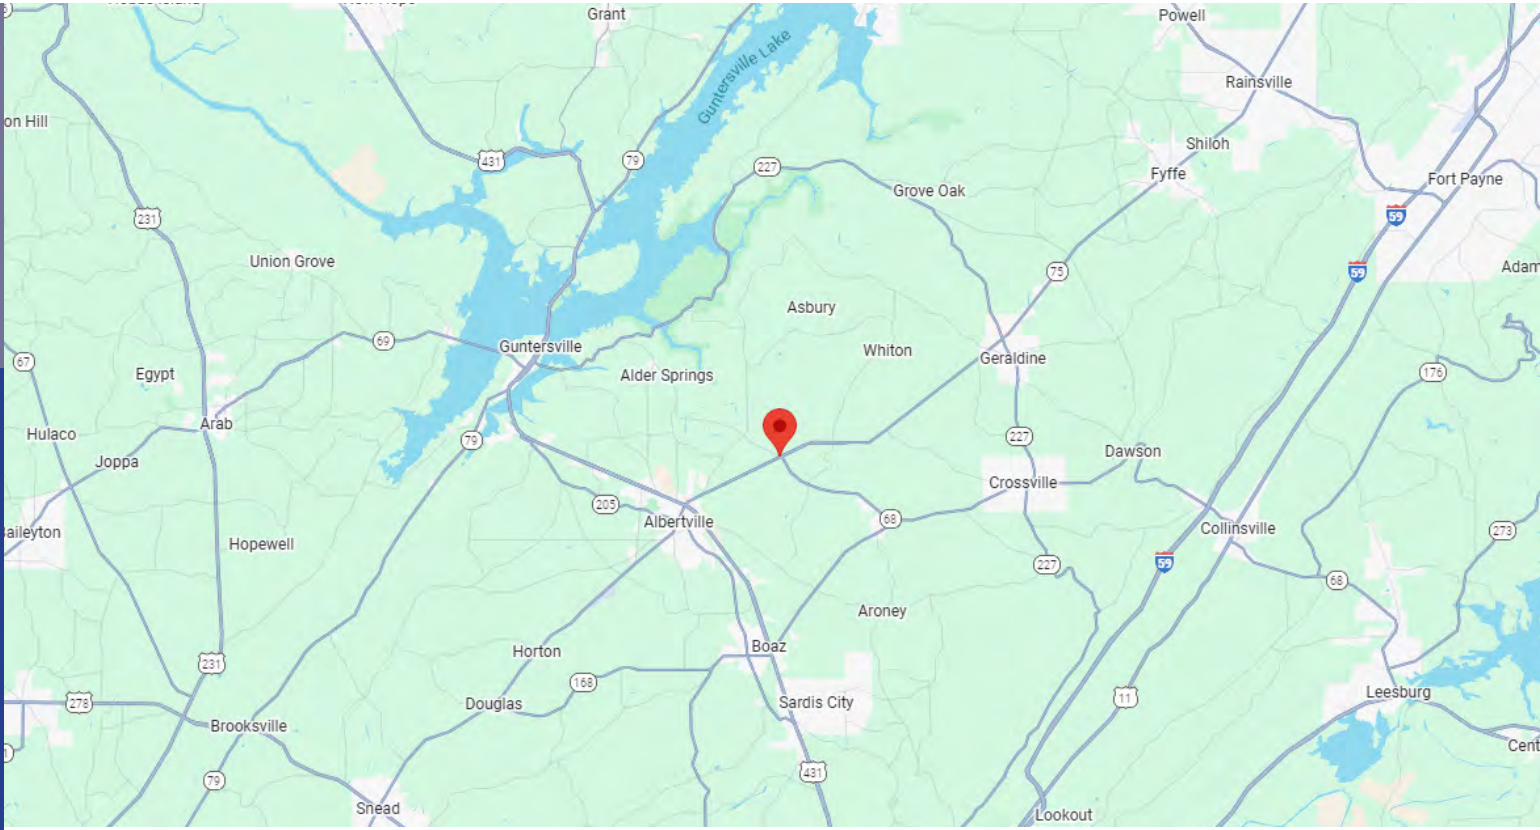 Grant
Powell
Guntersville Lake
Rainsville
on Hill
431
79
Shiloh
227
Fyffe
Fort Payne
Grove Oak
59
231
Union Grove
59
Adam
75
Asbury
69
Guntersville
Whiton
Geraldine
67
Egypt
Alder Springs
176
Arab
Hulaco
79
227
Dawson
Joppa
Crossville
205
68
Albertville
Collinsville
273
aileyton
Hopewell
59
227
68
Aroney
Horton
Boaz
231
168
278
Douglas
Sardis City
11
Leesburg
Brooksville
Cent
79
431
Snead
Lookout